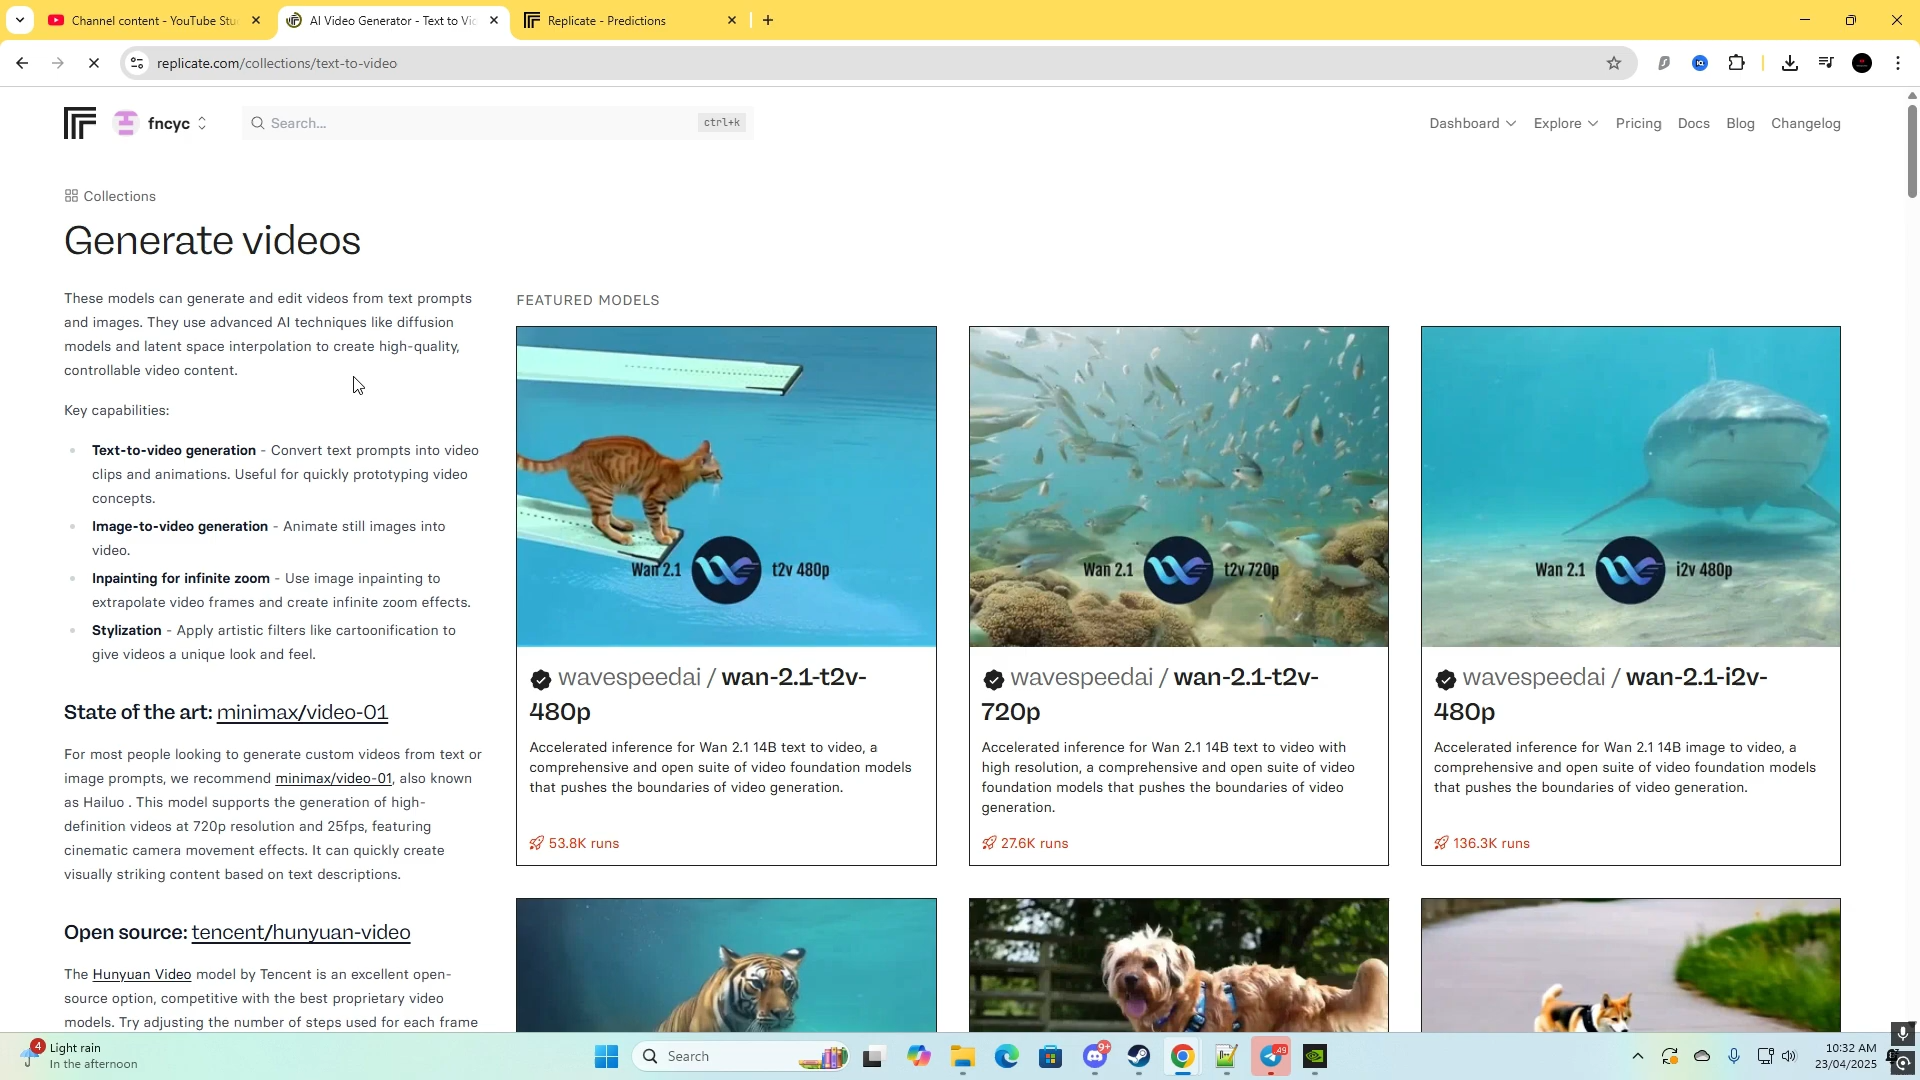 Channel content - YouTube Stu
AI Video Generator - Text to Vi
Replicate - Predictions
replicate.com/collections/text-to-video
fncyc
Search...
ctrl+k
Dashboard
Explore
Pricing
Docs
Blog
Changelog
Collections
Generate videos
These models can generate and edit videos from text prompts
and images. They use advanced AI techniques like diffusion
models and latent space interpolation to create high-quality,
controllable video content.
Key capabilities:
Text-to-video generation - Convert text prompts into video
clips and animations. Useful for quickly prototyping video
concepts.
Image-to-video generation - Animate still images into
video.
Inpainting for infinite zoom - Use image inpainting to
extrapolate video frames and create infinite zoom effects.
Stylization - Apply artistic filters like cartoonification to
give videos a unique look and feel.
State of the art: minimax/video-01
For most people looking to generate custom videos from text or
image prompts, we recommend minimax/video-01, also known
as Hailuo . This model supports the generation of high-
definition videos at 720p resolution and 25fps, featuring
cinematic camera movement effects. It can quickly create
visually striking content based on text descriptions.
Open source: tencent/hunyuan-video
The Hunyuan Video model by Tencent is an excellent open-
source option, competitive with the best proprietary video
models. Try adjusting the number of steps used for each frame
FEATURED MODELS
Wan 2.1 t2v 480p
wavespeedai / wan-2.1-t2v-
480p
Accelerated inference for Wan 2.1 14B text to video, a
comprehensive and open suite of video foundation models
that pushes the boundaries of video generation.
53.8K runs
Wan 2.1 t2v 720p
wavespeedai / wan-2.1-t2v-
720p
Accelerated inference for Wan 2.1 14B text to video with
high resolution, a comprehensive and open suite of video
foundation models that pushes the boundaries of video
generation.
27.6K runs
Wan 2.1 i2v 480p
wavespeedai / wan-2.1-i2v-
480p
Accelerated inference for Wan 2.1 14B image to video, a
comprehensive and open suite of video foundation models
that pushes the boundaries of video generation.
136.3K runs
4
Light rain
In the afternoon
Search
9+
49
10:32 AM
23/04/2025